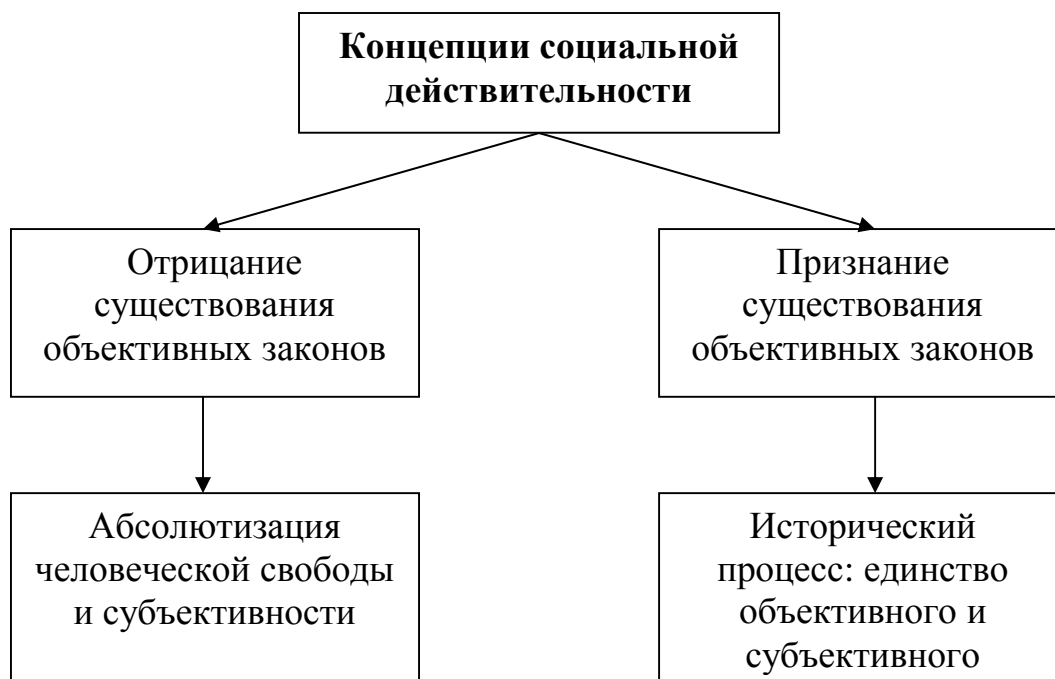 Концепции социальной
действительности
Отрицание
существования
объективных законов
Признание
существования
объективных законов
Абсолютизация
человеческой свободы
и субъективности
Исторический
процесс: единство
объективного и
субъективного